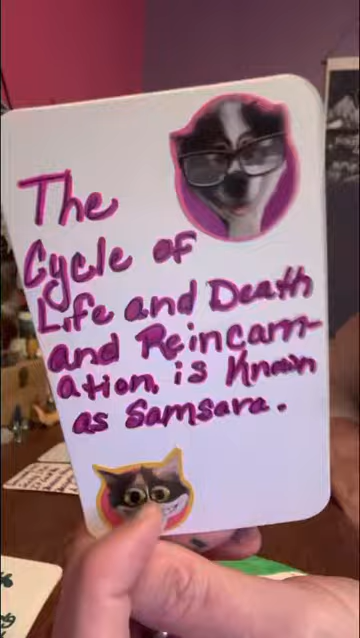 The
Cycle of
Life and Death
and Reincarn-
ation, is Known
as Samsara.